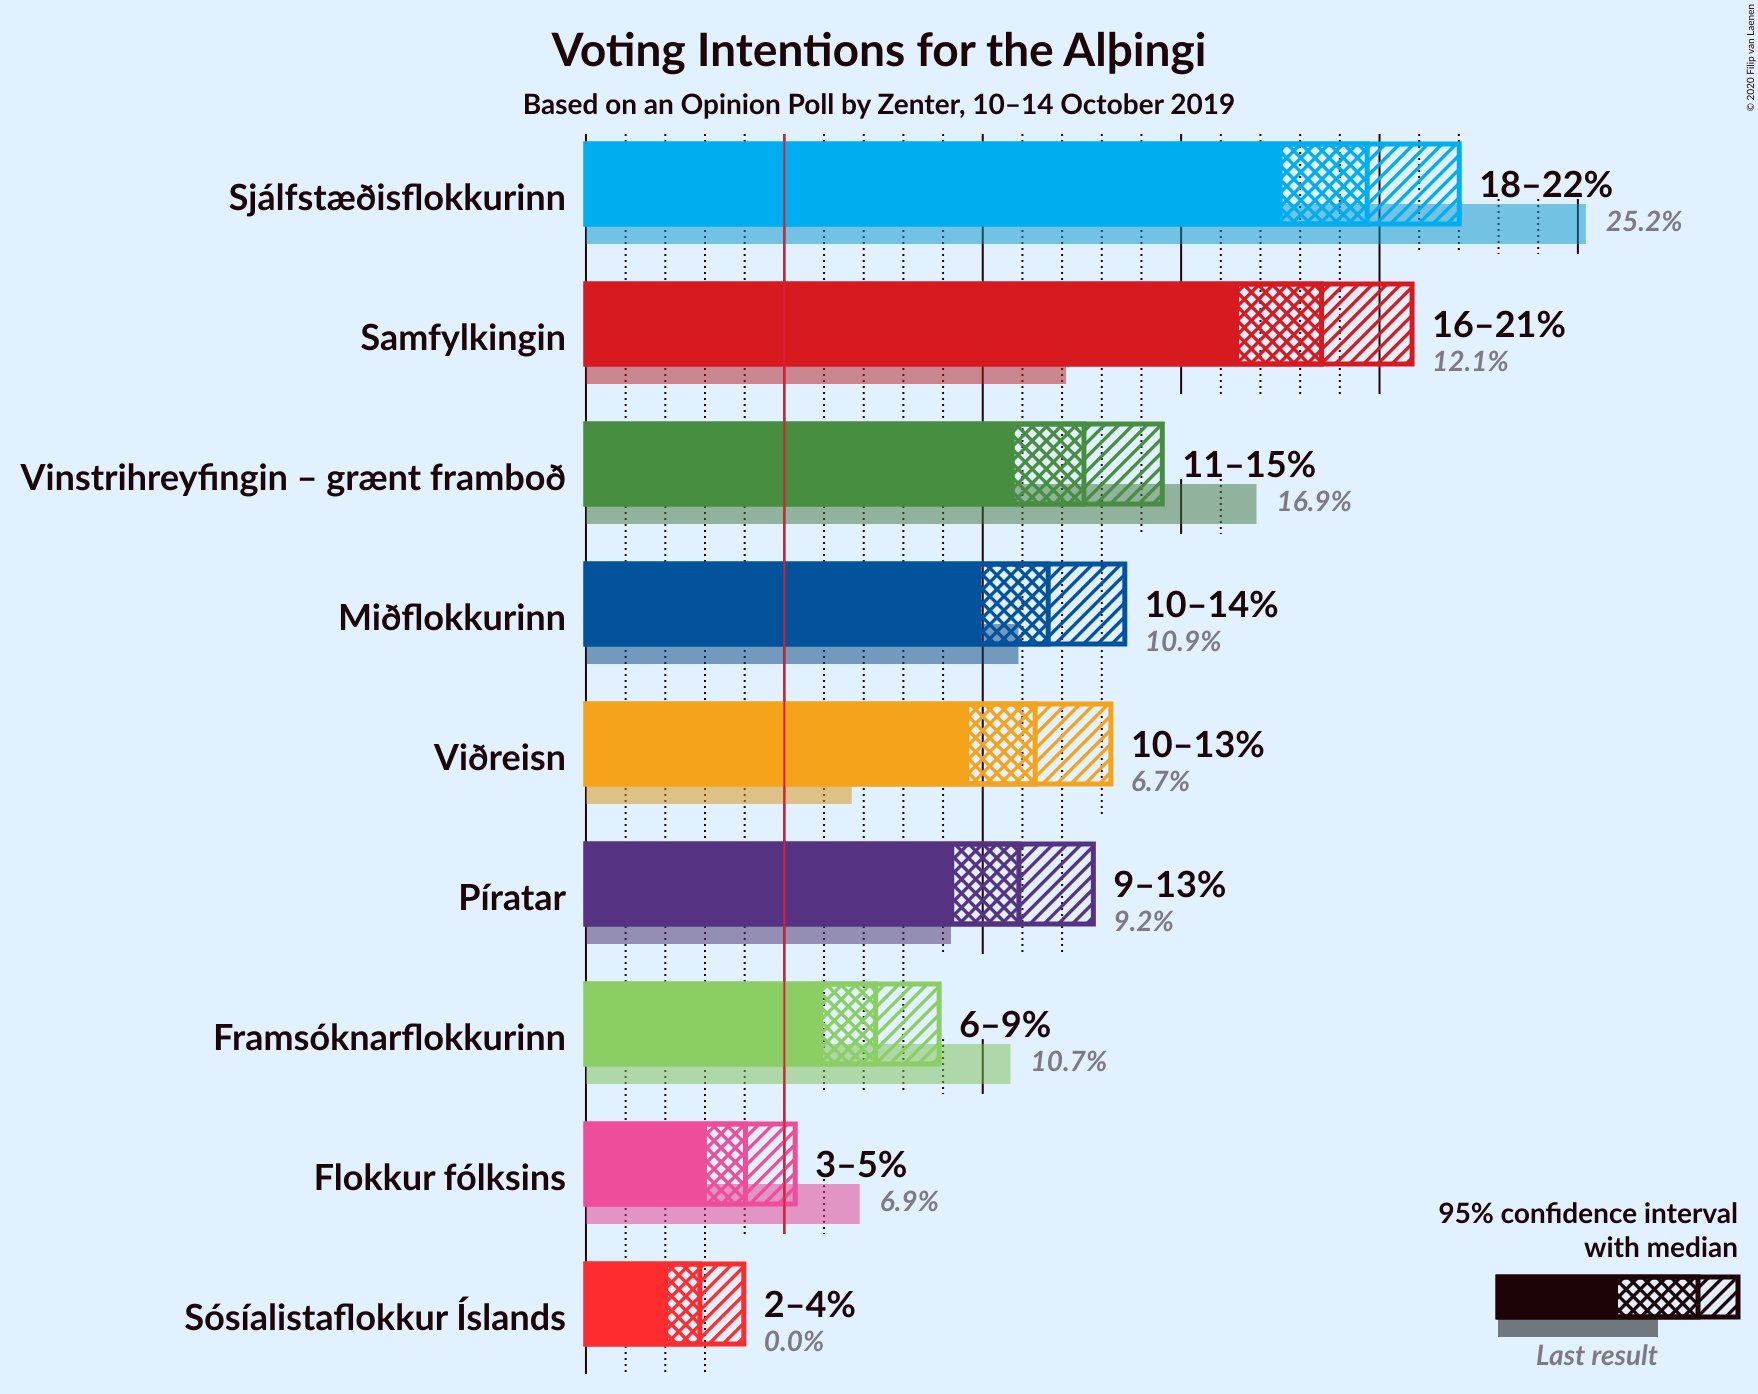 Voting Intentions for the Alþingi
Based on an Opinion Poll by Zenter, 10–14 October 2019
© 2020 Filip van Laenen
Sjálfstæðisflokkurinn
18–22%
25.2%
Samfylkingin
16–21%
12.1%
Vinstrihreyfingin – grænt framboð
11–15%
16.9%
Miðflokkurinn
10–14%
10.9%
Viðreisn
10–13%
6.7%
Píratar
9–13%
9.2%
Framsóknarflokkurinn
6–9%
10.7%
Flokkur fólksins
3–5%
6.9%
Sósíalistaflokkur Íslands
2–4%
0.0%
95% confidence interval
with median
Last result